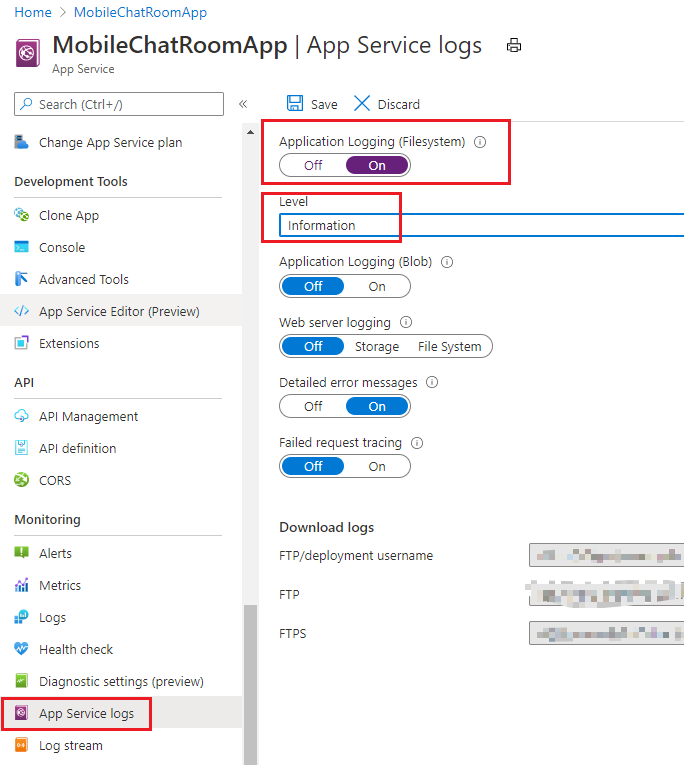 Home > MobileChatRoomApp
MobileChatRoomApp | App Service logs
App Service
Search (Ctrl+/)
«
Save
Discard
Change App Service plan
Development Tools
Clone App
Console
Advanced Tools
App Service Editor (Preview)
Extensions
API
API Management
API definition
CORS
Monitoring
Alerts
Metrics
Logs
Health check
Diagnostic settings (preview)
App Service logs
Log stream
Application Logging (Filesystem)
Off On
Level
Information
Application Logging (Blob)
Off On
Web server logging
Off Storage File System
Detailed error messages
Off On
Failed request tracing
Off On
Download logs
FTP/deployment username
FTP
FTPS